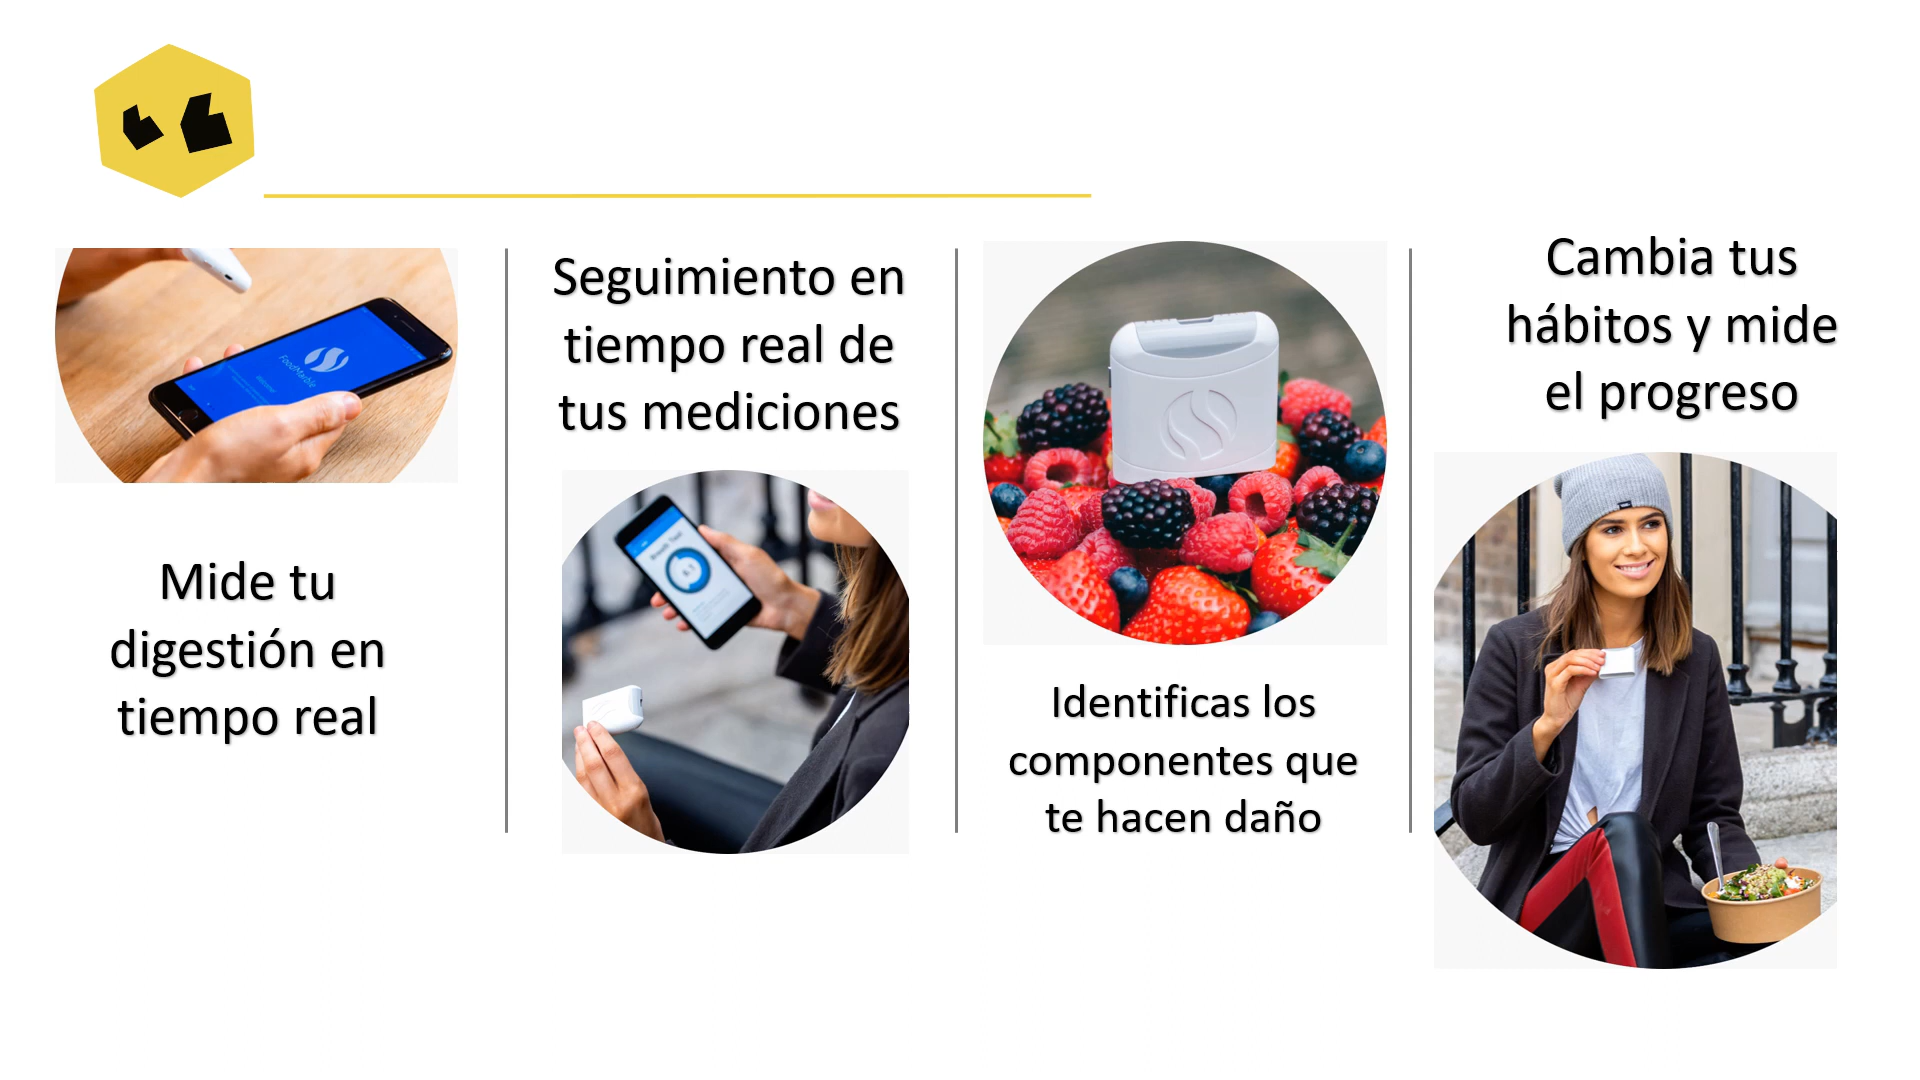 FoodMarble
Mide tu
digestión en
tiempo real
Seguimiento en
tiempo real de
tus mediciones
Identificas los
componentes que
te hacen daño
Cambia tus
hábitos y mide
el progreso